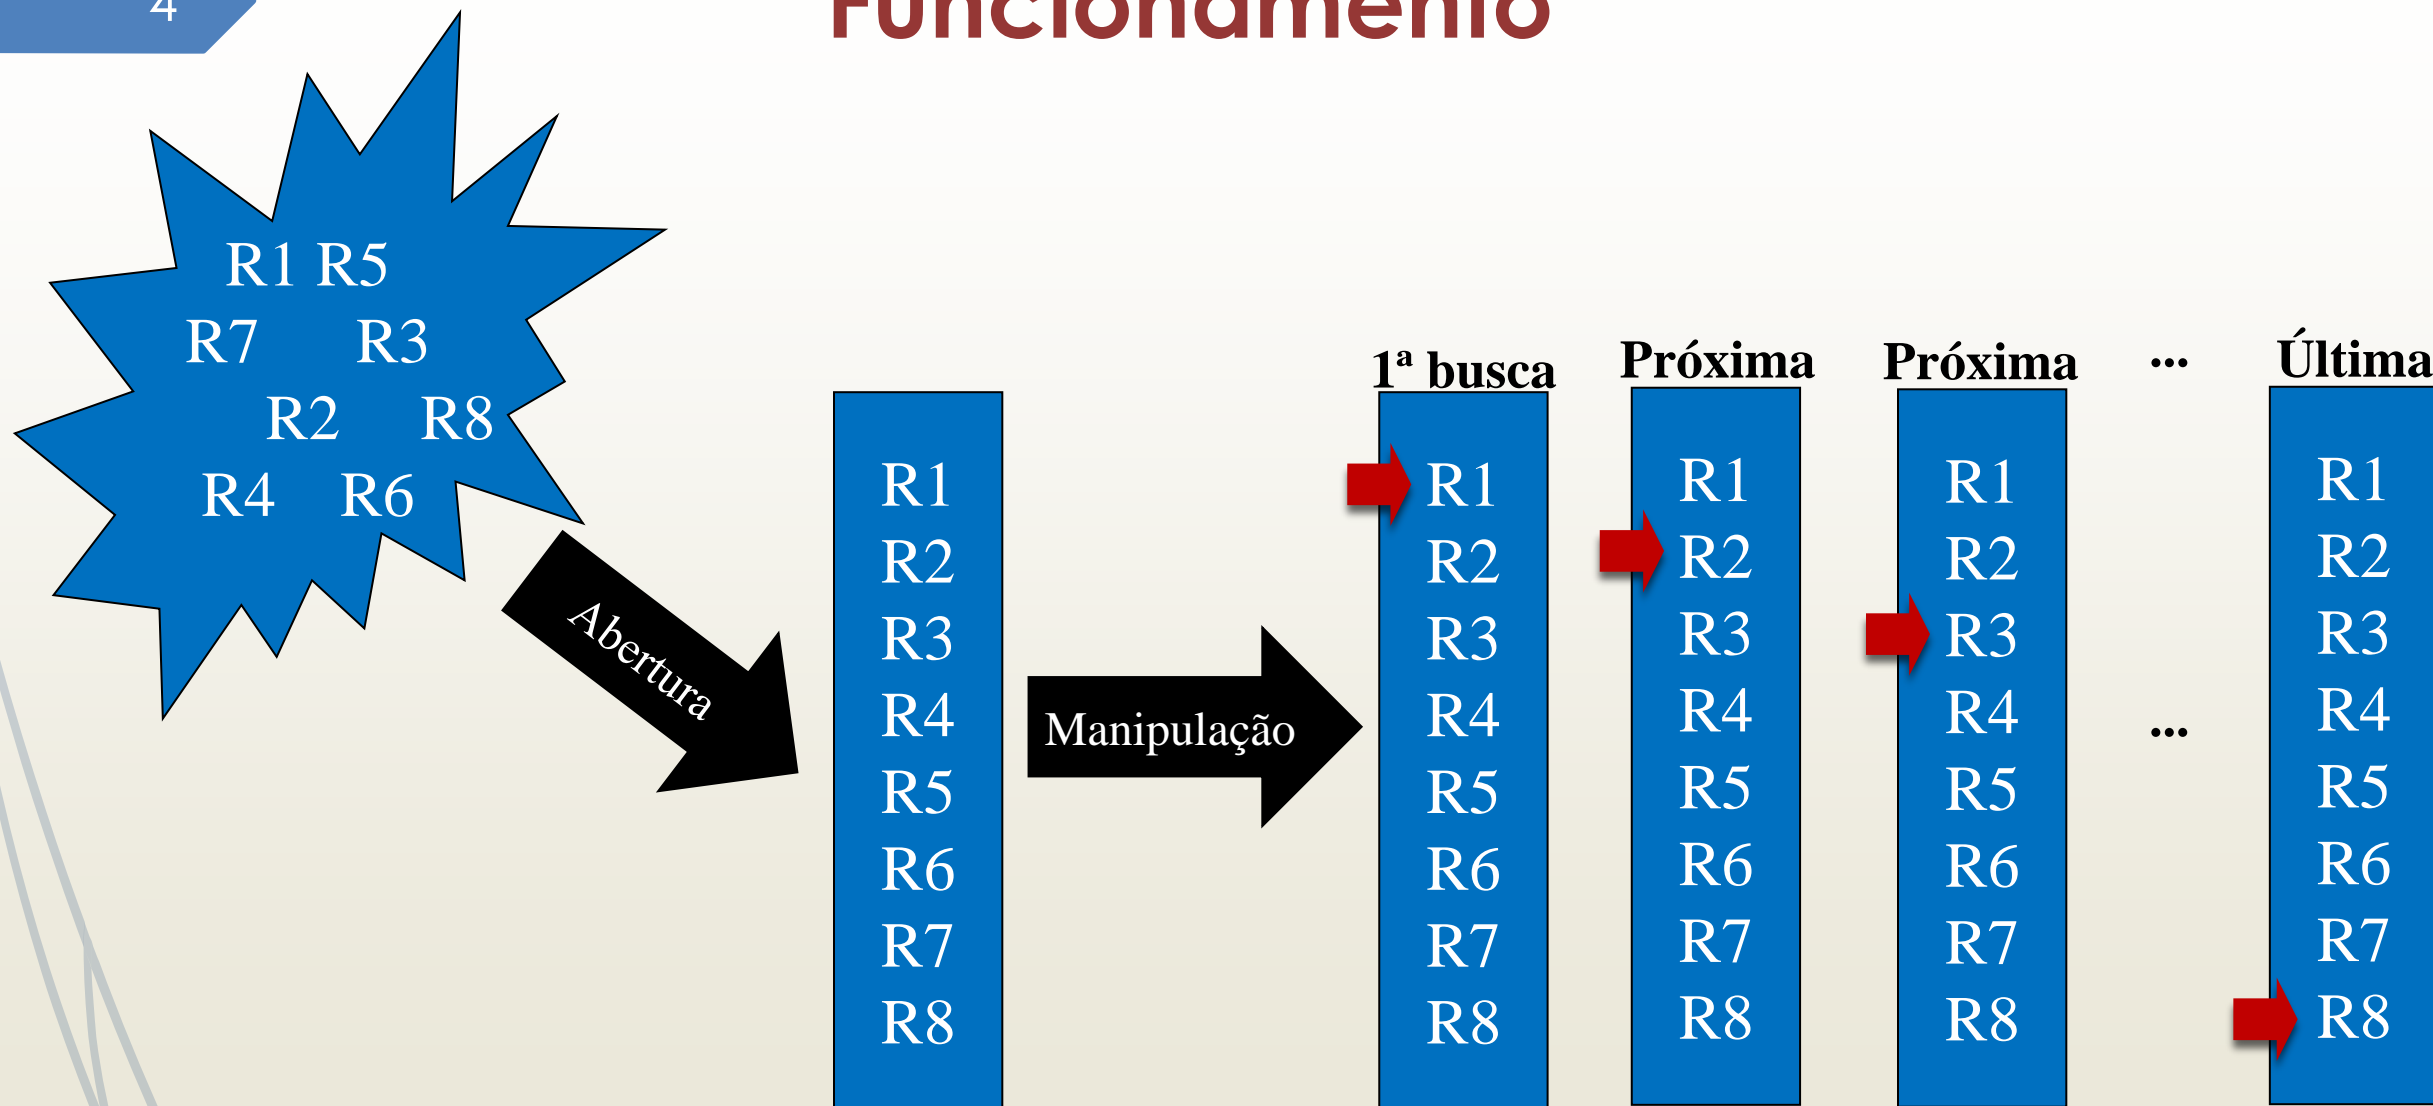 4
Funcionamento
R1 R5
R7 R3
R2 R8
R4 R6
Abertura
R1
R2
R3
R4
R5
R6
R7
R8
Manipulação
1ª busca
R1
R2
R3
R4
R5
R6
R7
R8
Próxima
R1
R2
R3
R4
R5
R6
R7
R8
Próxima
R1
R2
R3
R4
R5
R6
R7
R8
...
...
Última
R1
R2
R3
R4
R5
R6
R7
R8